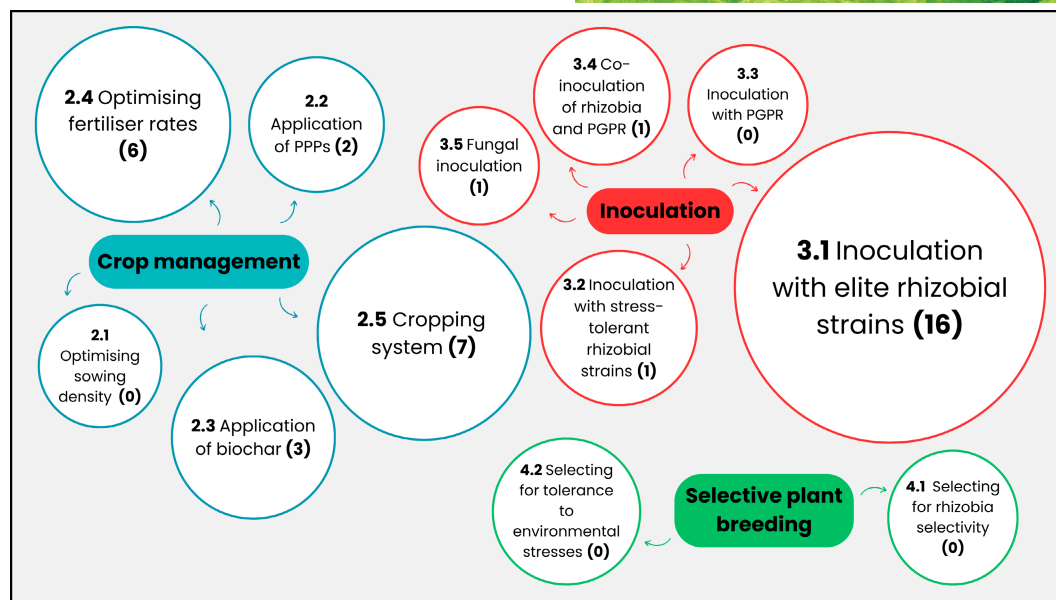 2.4 Optimising
fertiliser rates
(6)
2.2
Application
of PPPs (2)
Crop management
2.1
Optimising
sowing
density (0)
2.3 Application
of biochar (3)
2.5 Cropping
system (7)
3.4 Co-
inoculation
of rhizobia
and PGPR (1)
3.3
Inoculation
with PGPR
(0)
3.5 Fungal
inoculation
(1)
Inoculation
3.1 Inoculation
with elite rhizobial
strains (16)
3.2 Inoculation
with stress-
tolerant
rhizobial
strains (1)
4.2 Selecting
for tolerance
to
environmental
stresses (0)
Selective plant
breeding
4.1 Selecting
for rhizobia
selectivity
(0)